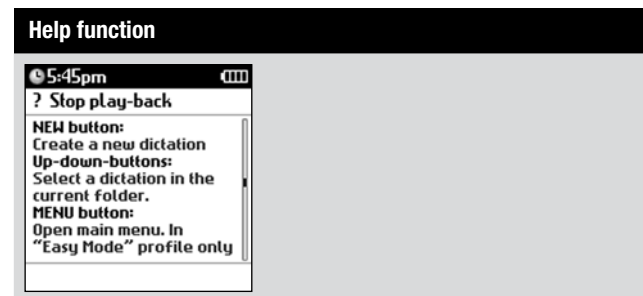 Help function
5:45pm
? Stop play-back
NEW button:
Create a new dictation
Up-down-buttons:
Select a dictation in the
current folder.
MENU button:
Open main menu. In
“Easy Mode” profile only